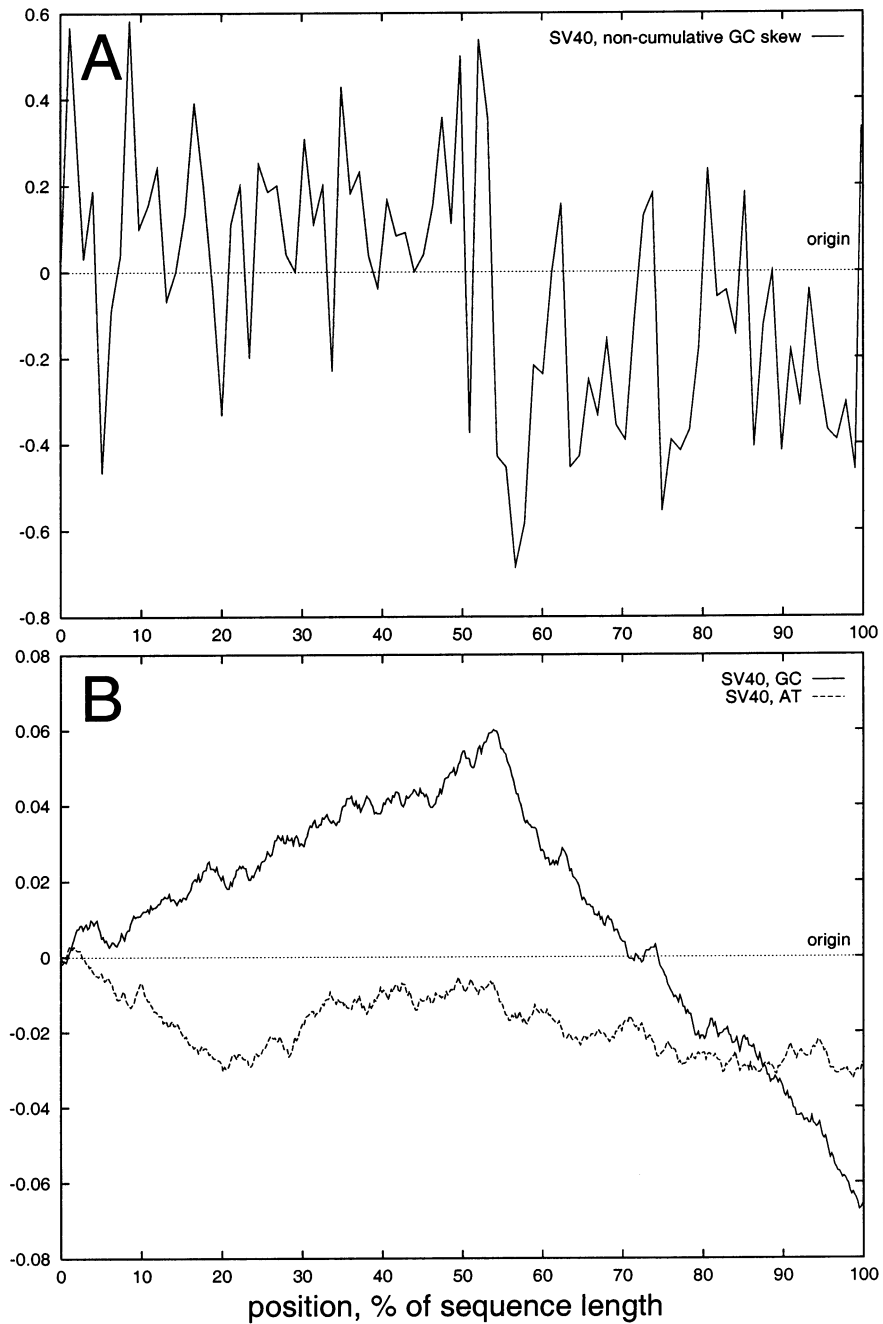 A
SV40, non-cumulative GC skew
0.6
0.4
0.2
0
-0.2
-0.4
-0.6
-0.8
origin
0 10 20 30 40 50 60 70 80 90 100
B
SV40, GC
SV40, AT
0.08
0.06
0.04
0.02
0
-0.02
-0.04
-0.06
-0.08
origin
0 10 20 30 40 50 60 70 80 90 100
position, % of sequence length